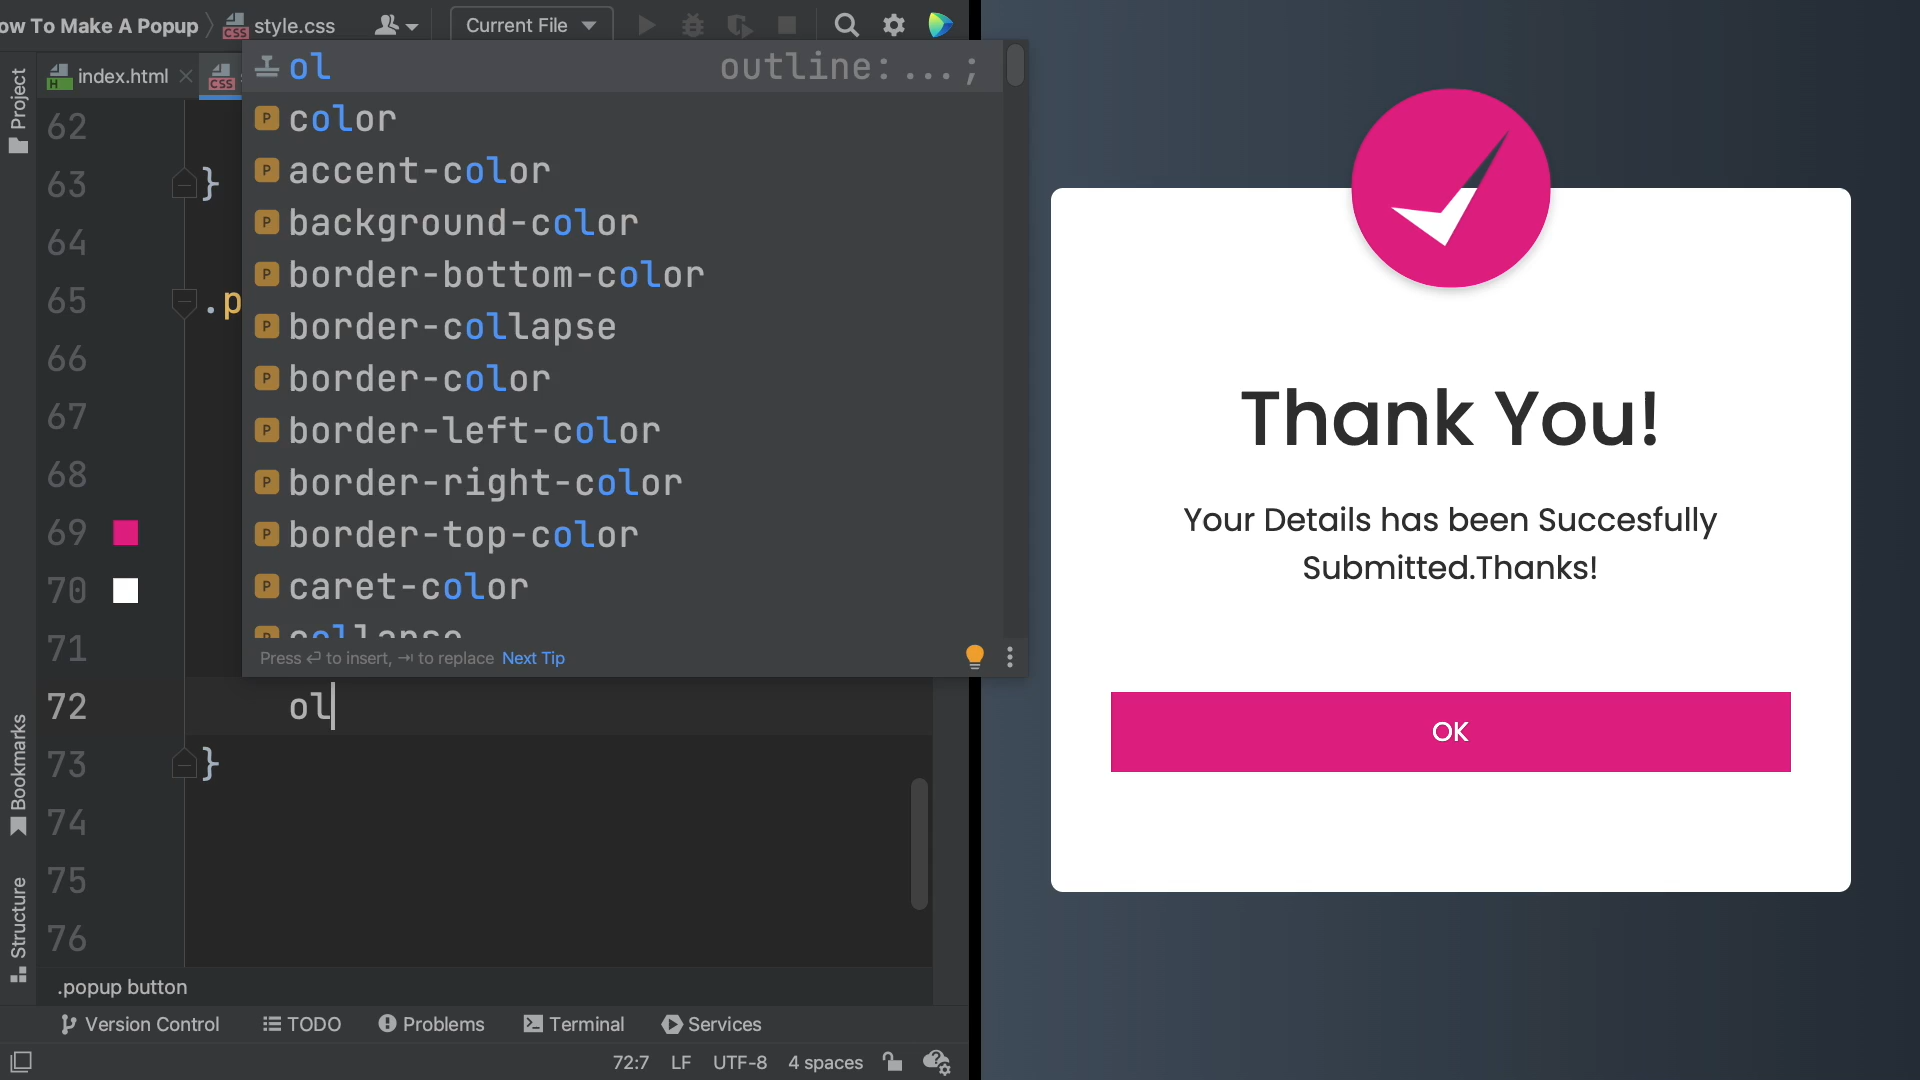 ow To Make A Popup
style.css
Current File
Project
index.html
CSS
ol outline:...;
color
accent-color
background-color
border-bottom-color
border-collapse
border-color
border-left-color
border-right-color
border-top-color
caret-color
collapse
Press ⏎ to insert, ⇥ to replace Next Tip
62
63 }
64
65 .p
66
67
68
69
70
71
72 ol
73 }
74
75
76
Bookmarks
Structure
.popup button
Version Control
TODO
Problems
Terminal
Services
72:7 LF UTF-8 4 spaces
Thank You!
Your Details has been Succesfully
Submitted.Thanks!
OK